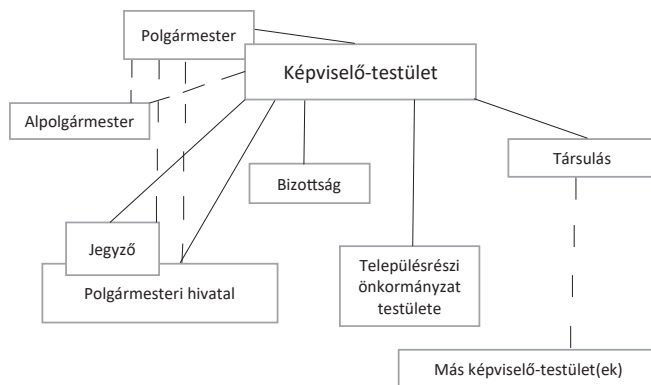 Polgármester
Képviselő-testület
Alpolgármester
Társulás
Bizottság
Jegyző
Településrészi
önkormányzat
testülete
Polgármesteri hivatal
Más képviselő-testület(ek)